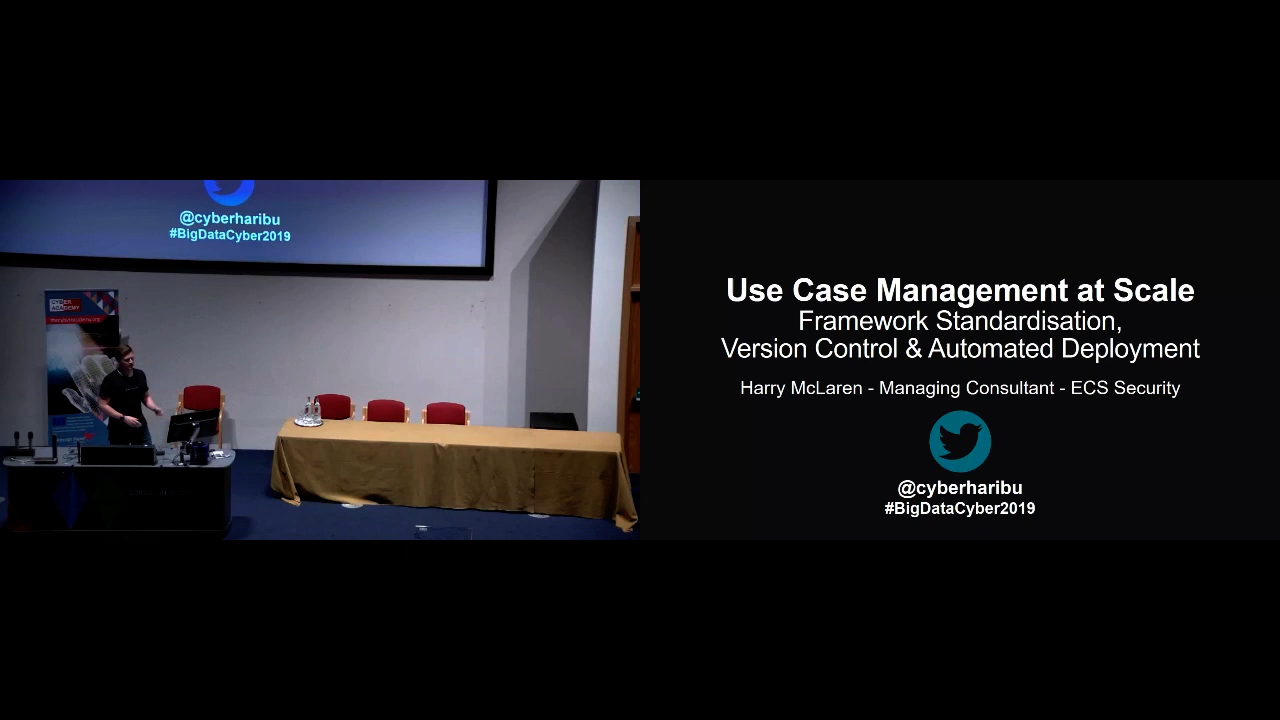 @cyberharibu
#BigDataCyber2019
Use Case Management at Scale
Framework Standardisation,
Version Control & Automated Deployment
Harry McLaren - Managing Consultant - ECS Security
@cyberharibu
#BigDataCyber2019